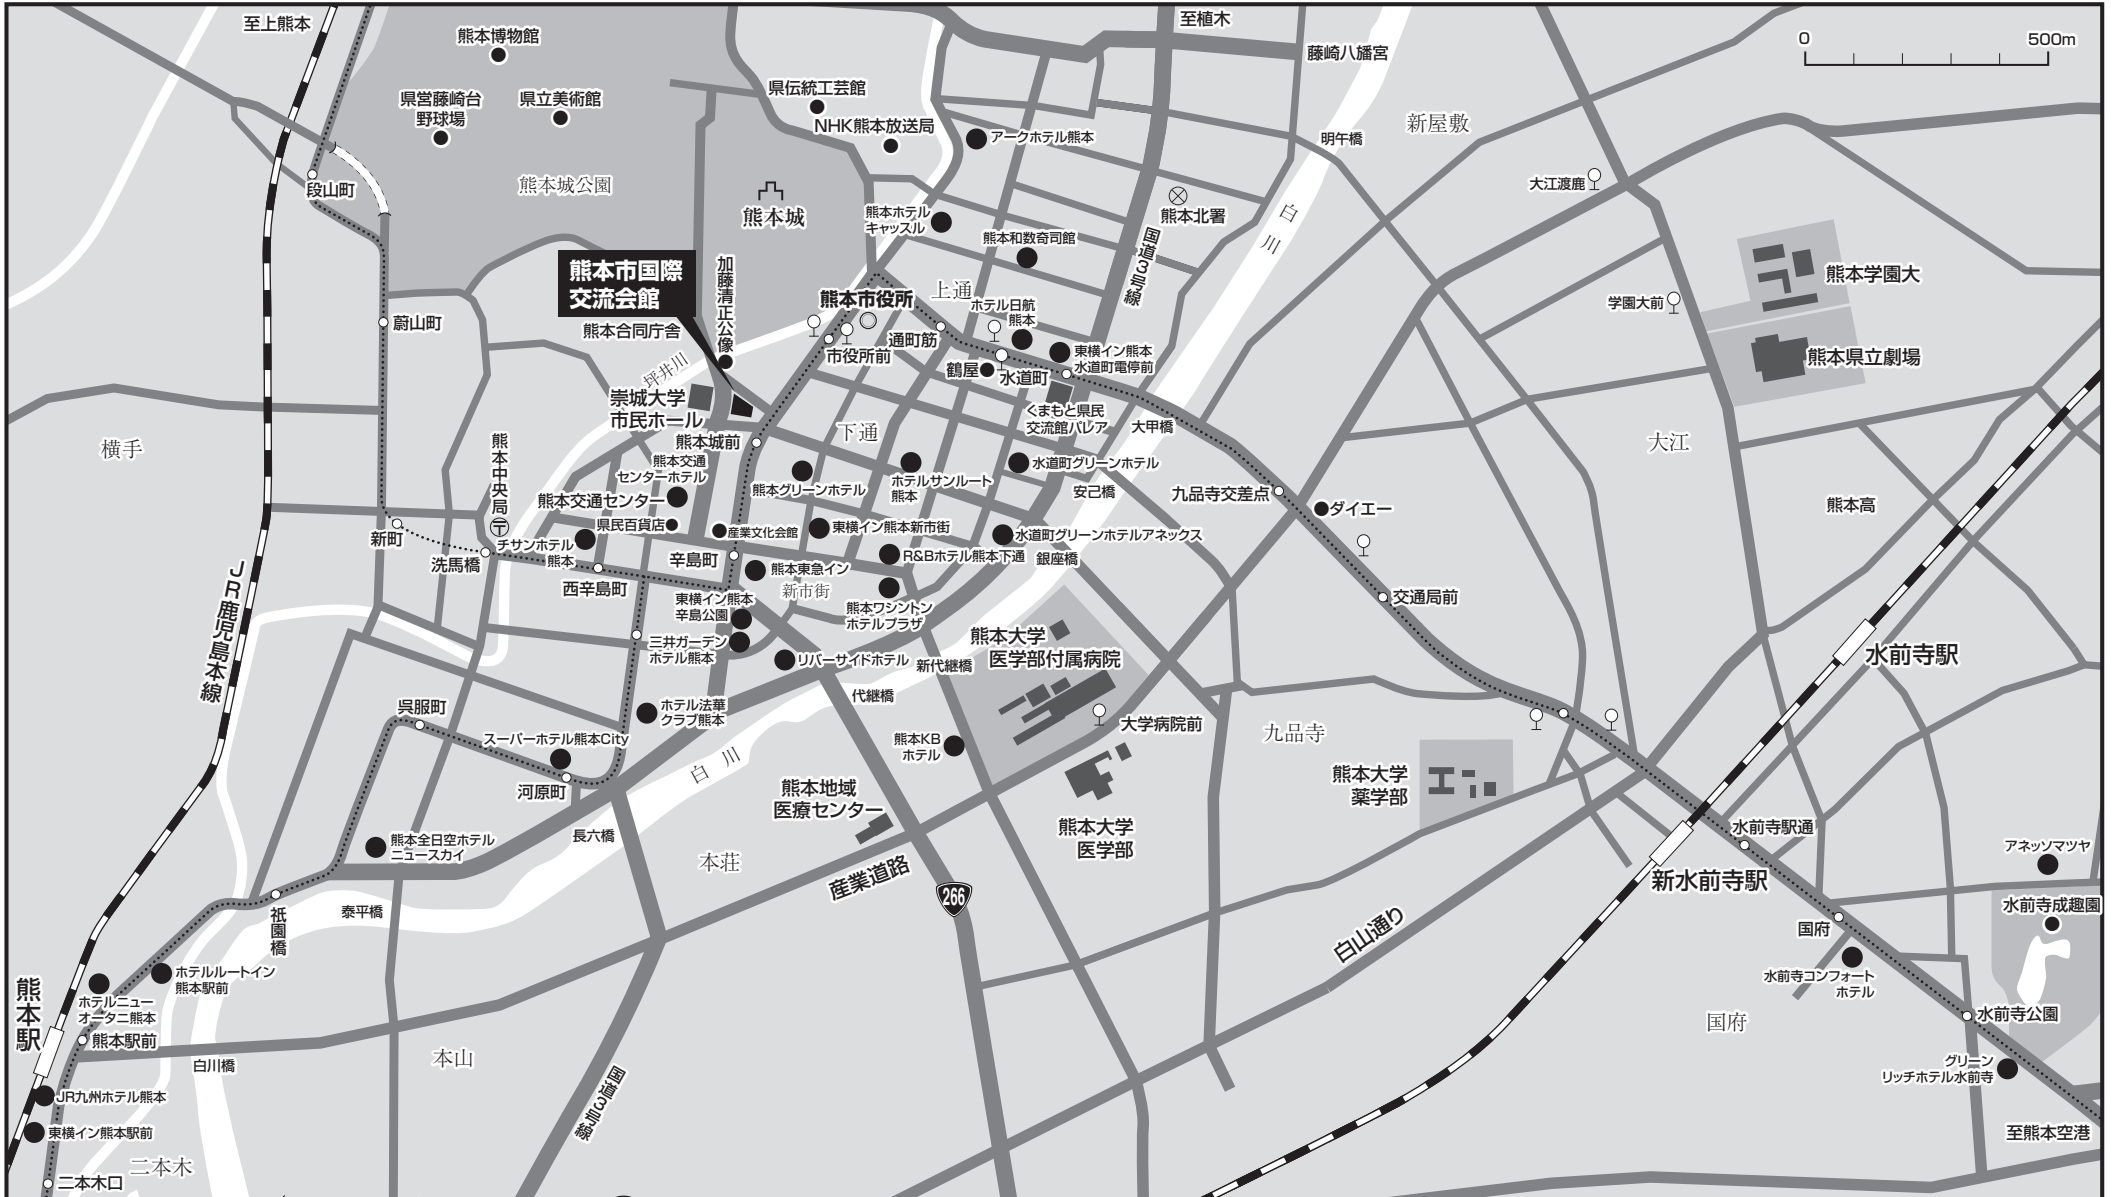 至上熊本
熊本博物館
県営藤崎台
野球場
県立美術館
熊本城公園
段山町
県伝統工芸館
NHK熊本放送局
熊本城
至植木
藤崎八旛宮
0
500m
アークホテル熊本
明午橋
新屋敷
大江渡鹿
熊本北署
白川
国道3号線
熊本ホテル
キャッスル
熊本和数奇司館
熊本市国際
交流会館
加藤清正公像
熊本合同庁舎
坪井川
熊本市役所
上通
ホテル日航
熊本
市役所前
通町筋
鶴屋
水道町
東横イン熊本
水道町電停前
くまもと県民
交流館パレア
大甲橋
学園大前
熊本学園大
熊本県立劇場
蔚山町
崇城大学
市民ホール
熊本城前
下通
横手
熊本中央局
熊本交通
センターホテル
熊本交通センター
県民百貨店
熊本グリーンホテル
ホテルサンルート
熊本
水道町グリーンホテル
安己橋
九品寺交差点
ダイエー
大江
熊本高
新町
洗馬橋
チサンホテル
熊本
産業文化会館
東横イン熊本新市街
水道町グリーンホテルアネックス
R&Bホテル熊本下通
銀座橋
辛島町
熊本東急イン
新市街
西辛島町
東横イン熊本
辛島公園
熊本ワシントン
ホテルプラザ
交通局前
JR鹿児島本線
三井ガーデン
ホテル熊本
リバーサイドホテル
新代継橋
代継橋
熊本大学
医学部付属病院
水前寺駅
呉服町
ホテル法華
クラブ熊本
スーパーホテル熊本City
河原町
白川
熊本KB
ホテル
大学病院前
九品寺
熊本大学
薬学部
熊本地域
医療センター
熊本大学
医学部
長六橋
熊本全日空ホテル
ニュースカイ
本荘
産業道路
266
水前寺駅通
新水前寺駅
アネッソマツヤ
水前寺成趣園
祇園橋
泰平橋
白山通り
国府
水前寺コンフォート
ホテル
ホテルルートイン
熊本駅前
ホテルニュー
オータニ熊本
熊本駅
熊本駅前
白川橋
本山
国道3号線
国府
水前寺公園
グリーン
リッチホテル水前寺
JR九州ホテル熊本
東横イン熊本駅前
二本木
二本木口
至熊本空港